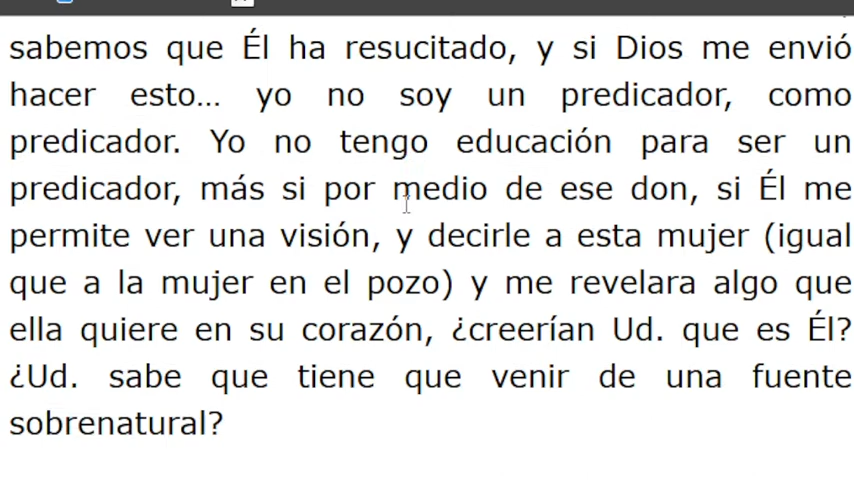 sabemos que Él ha resucitado, y si Dios me envió
hacer esto… yo no soy un predicador, como
predicador. Yo no tengo educación para ser un
predicador, más si por medio de ese don, si Él me
permite ver una visión, y decirle a esta mujer (igual
que a la mujer en el pozo) y me revelara algo que
ella quiere en su corazón, ¿creerían Ud. que es Él?
¿Ud. sabe que tiene que venir de una fuente
sobrenatural?